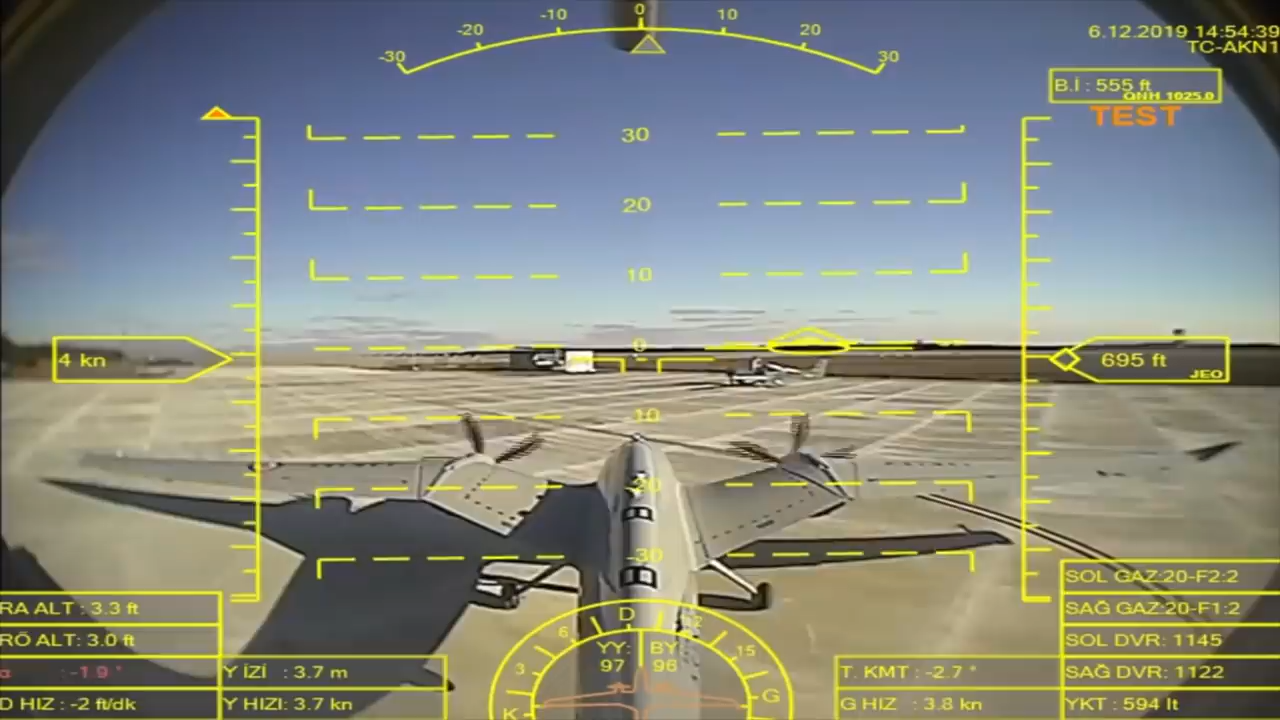 -30 -20 -10 0 10 20 30
6.12.2019 14:54:39
TC-AKN1
B.İ : 555 ft
QNH 1025.0
TEST
30
20
10
0
4 kn
695 ft
JEO
-10
-20
-30
RA ALT : 3.3 ft
RÖ ALT: 3.0 ft
α : -1.9 °
D HIZ : -2 ft/dk
Y İZİ : 3.7 m
Y HIZI: 3.7 kn
K 3 6 D 12 15 G
YY: 97
BY 96
T. KMT : -2.7 °
G HIZ : 3.8 kn
SOL GAZ:20-F2:2
SAĞ GAZ:20-F1:2
SOL DVR: 1145
SAĞ DVR: 1122
YKT : 594 lt